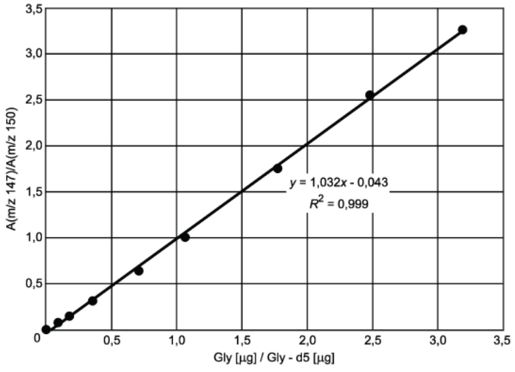 3,5
3,0
2,5
2,0
1,5
1,0
0,5
0
A(m/z 147)/A(m/z 150)
y = 1,032x - 0,043
R² = 0,999
0,5 1,0 1,5 2,0 2,5 3,0 3,5
Gly [µg] / Gly - d5 [µg]